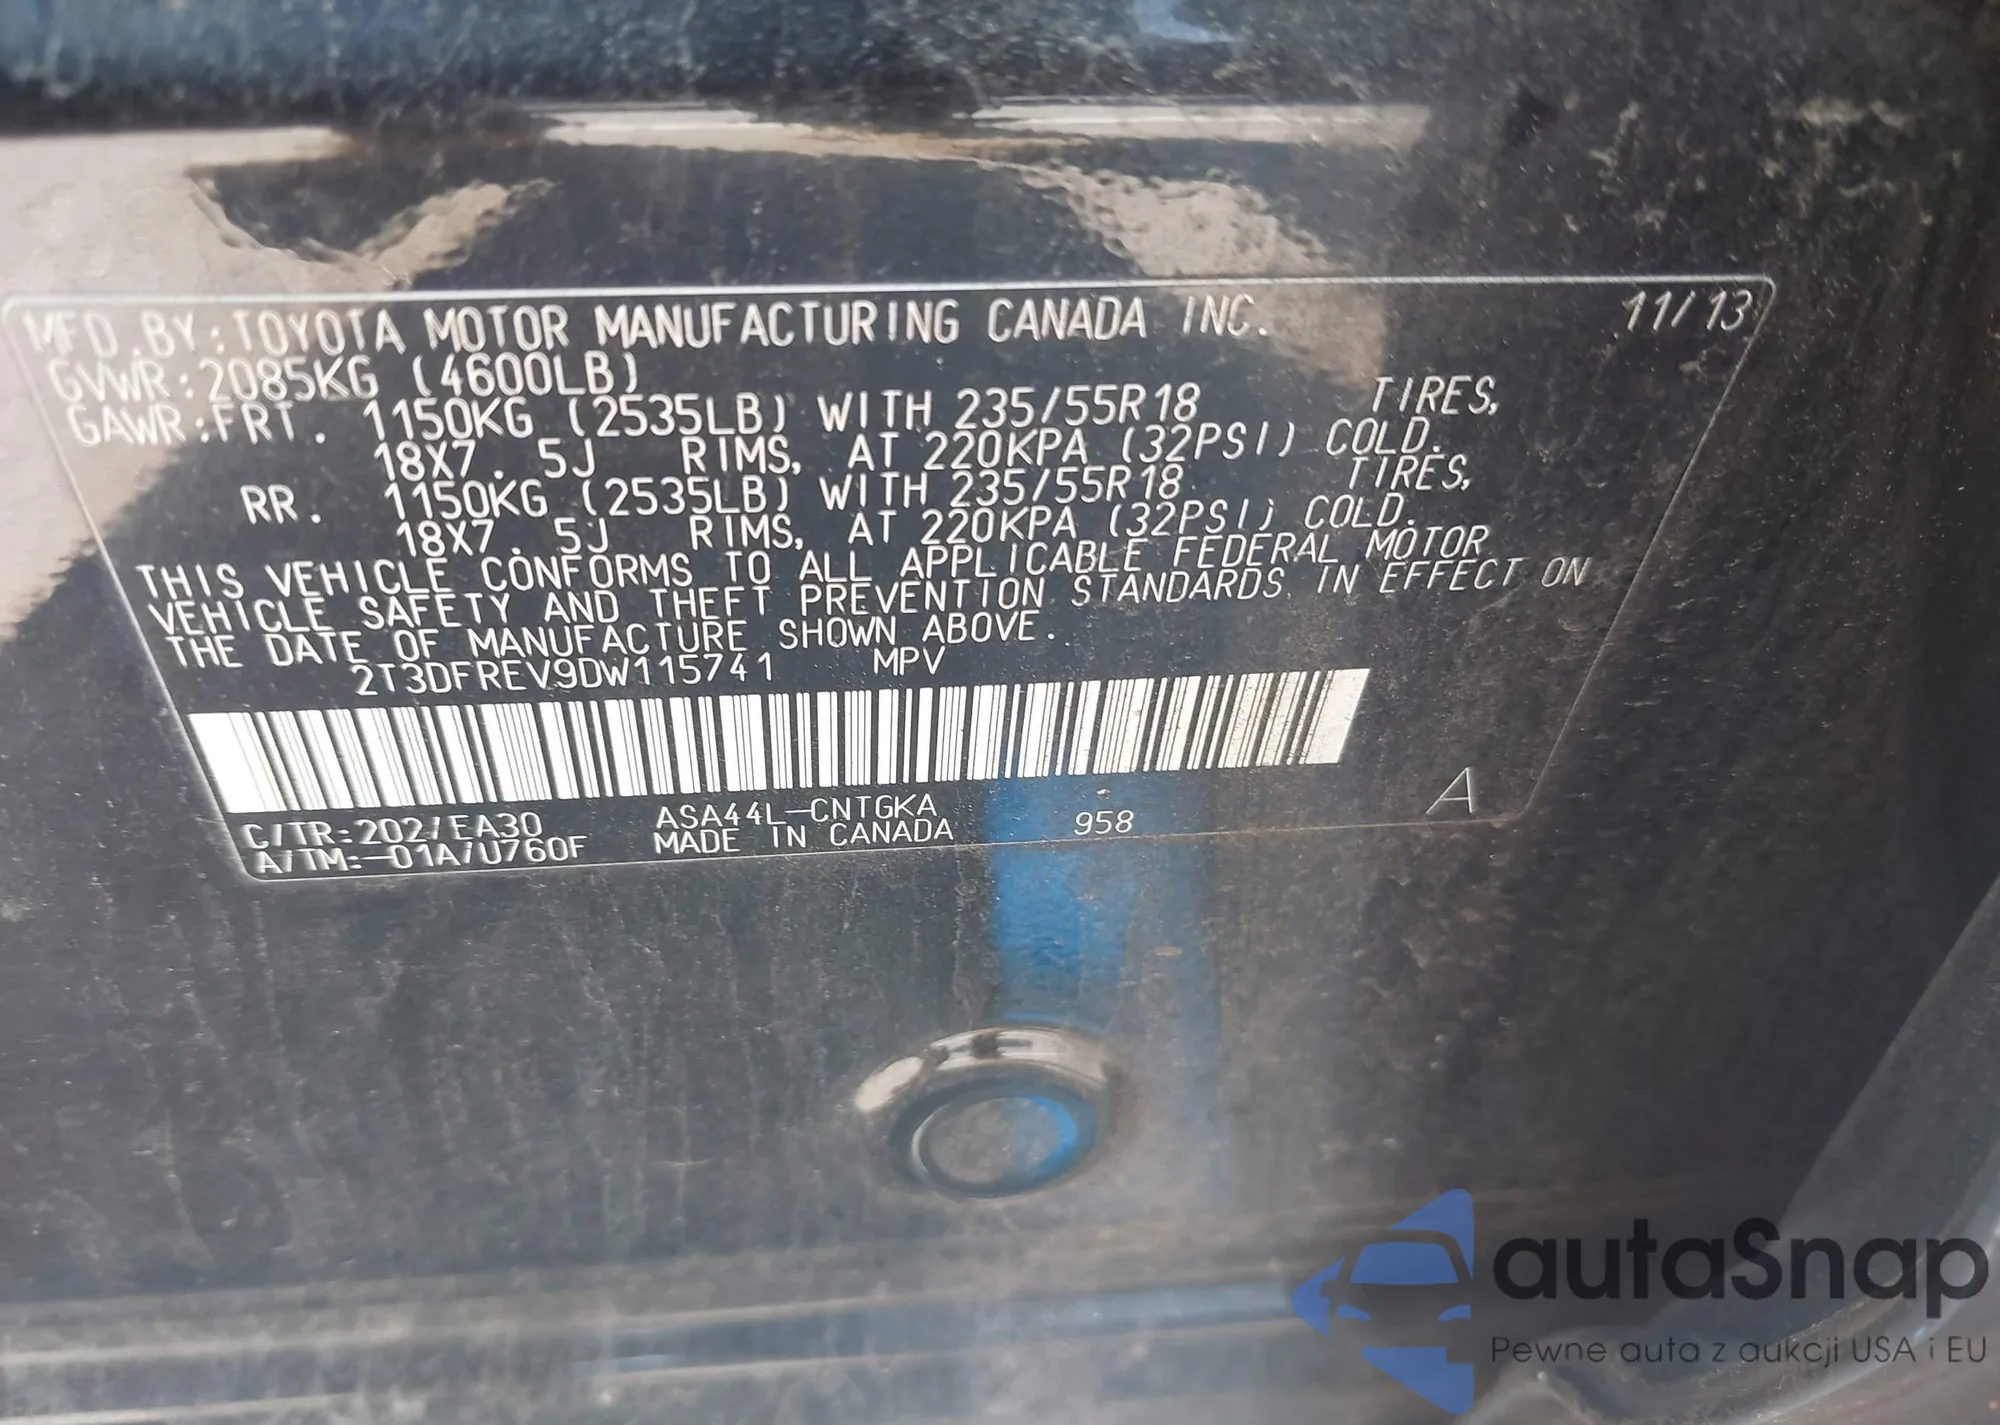 MFD. BY: TOYOTA MOTOR MANUFACTURING CANADA INC. 11/13
GVWR: 2085KG (4600LB)
GAWR: FRT. 1150KG (2535LB) WITH 235/55R18 TIRES,
18X7.5J RIMS, AT 220KPA (32PSI) COLD.
RR. 1150KG (2535LB) WITH 235/55R18 TIRES,
18X7.5J RIMS, AT 220KPA (32PSI) COLD.
THIS VEHICLE CONFORMS TO ALL APPLICABLE FEDERAL MOTOR
VEHICLE SAFETY AND THEFT PREVENTION STANDARDS IN EFFECT ON
THE DATE OF MANUFACTURE SHOWN ABOVE.
2T3DFREV9DW115741 MPV
C/TR: 202/EA30 ASA44L-CNTGKA
A/TM: -01A/U760F MADE IN CANADA 958 A
autaSnap
Pewne auta z aukcji USA i EU